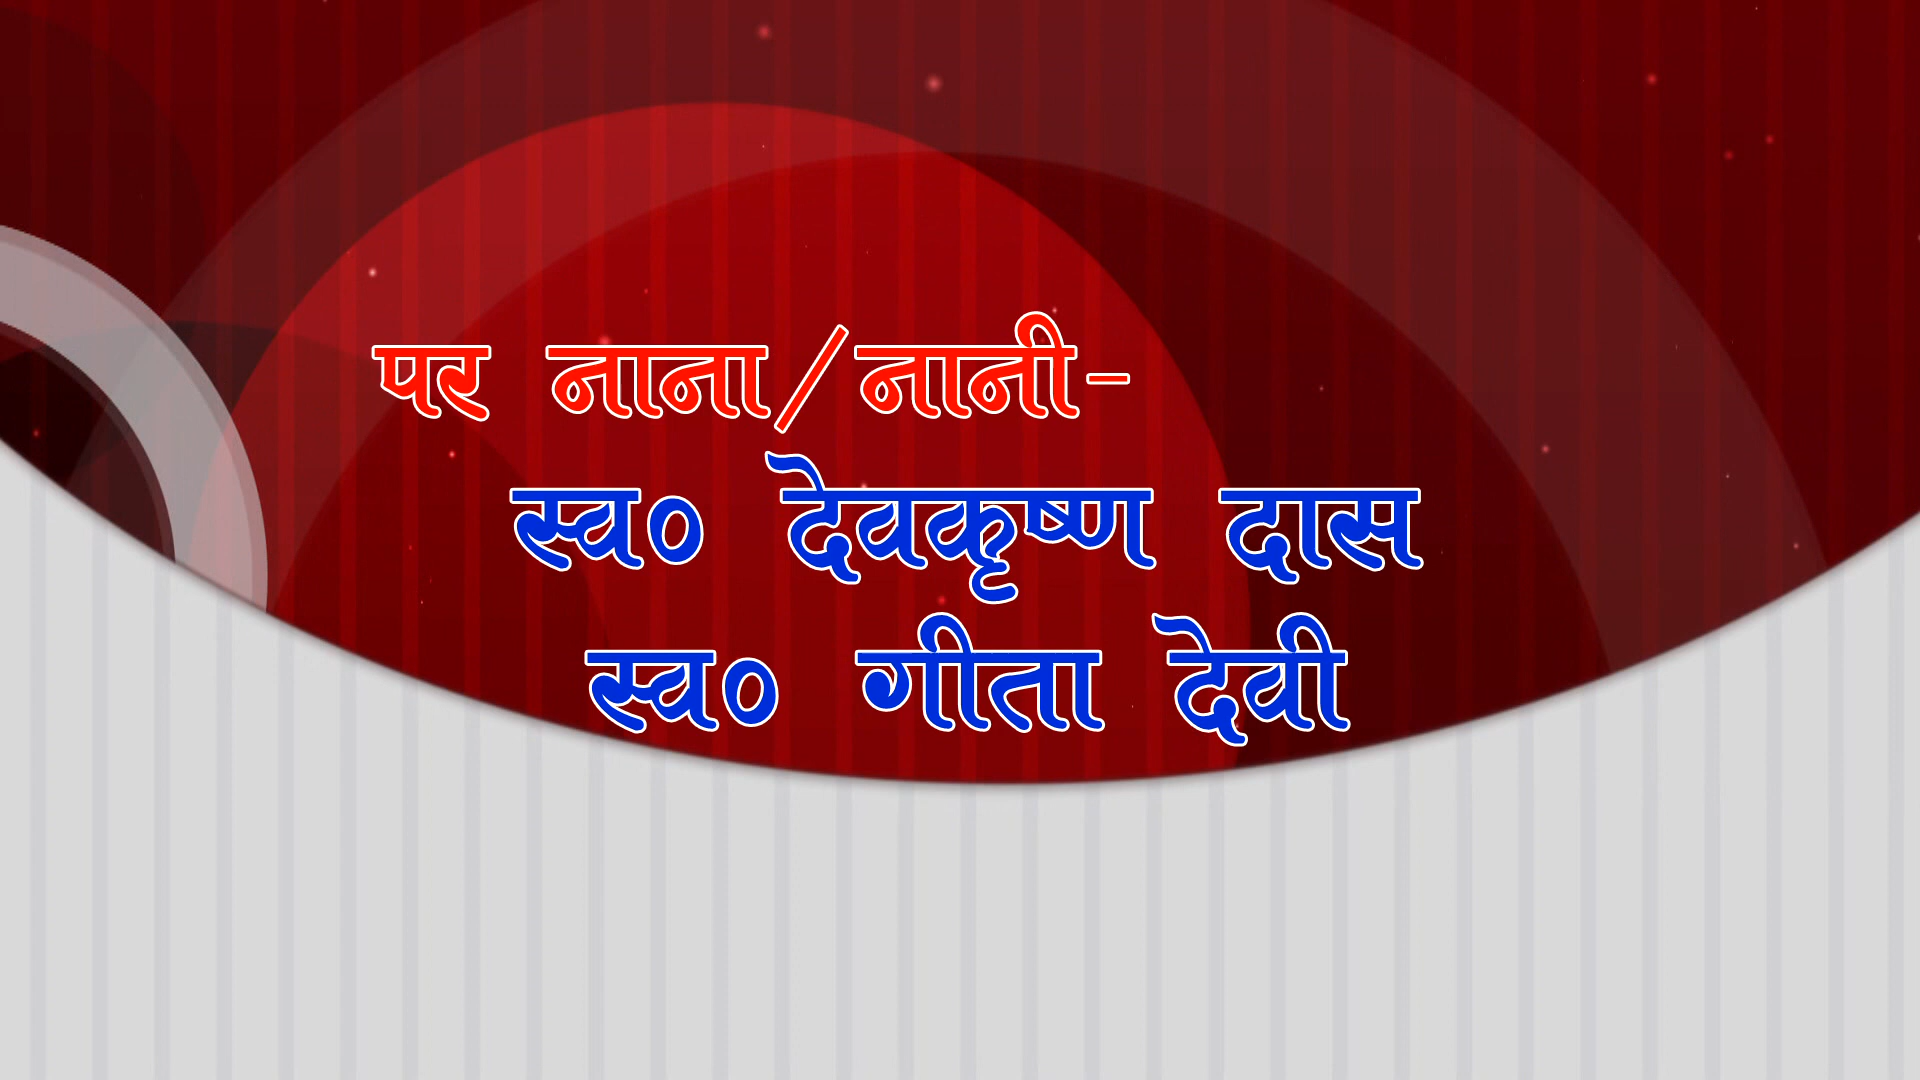 पर नाना/नानी-
स्व० देवकृष्ण दास
स्व० गीता देवी